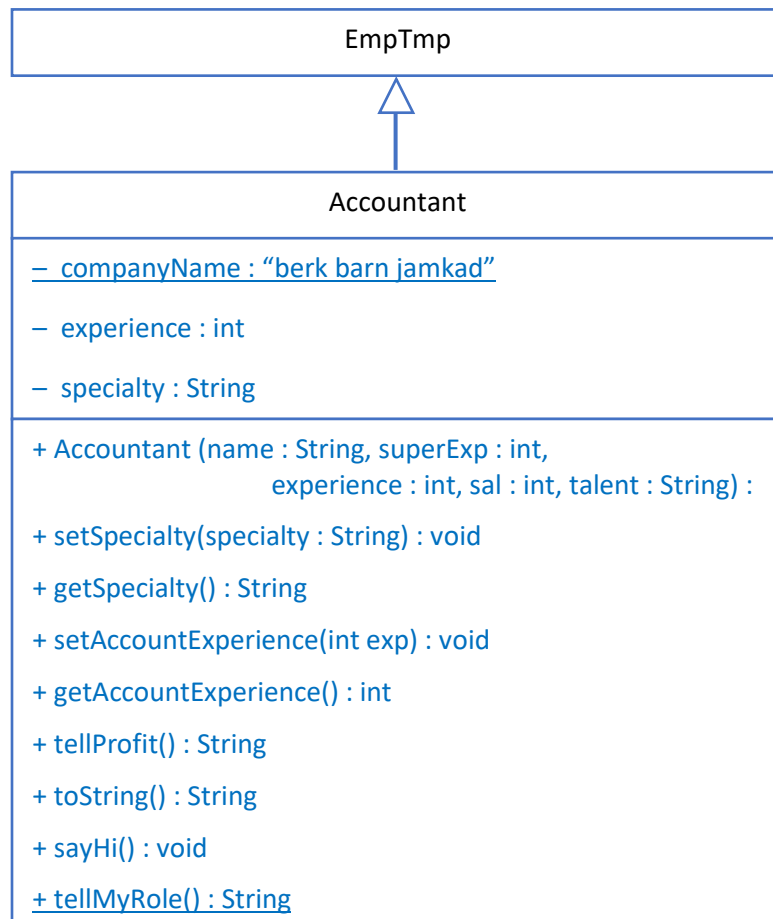 EmpTmp
Accountant
– companyName : “berk barn jamkad”
– experience : int
– specialty : String
+ Accountant (name : String, superExp : int,
experience : int, sal : int, talent : String) :
+ setSpecialty(specialty : String) : void
+ getSpecialty() : String
+ setAccountExperience(int exp) : void
+ getAccountExperience() : int
+ tellProfit() : String
+ toString() : String
+ sayHi() : void
+ tellMyRole() : String